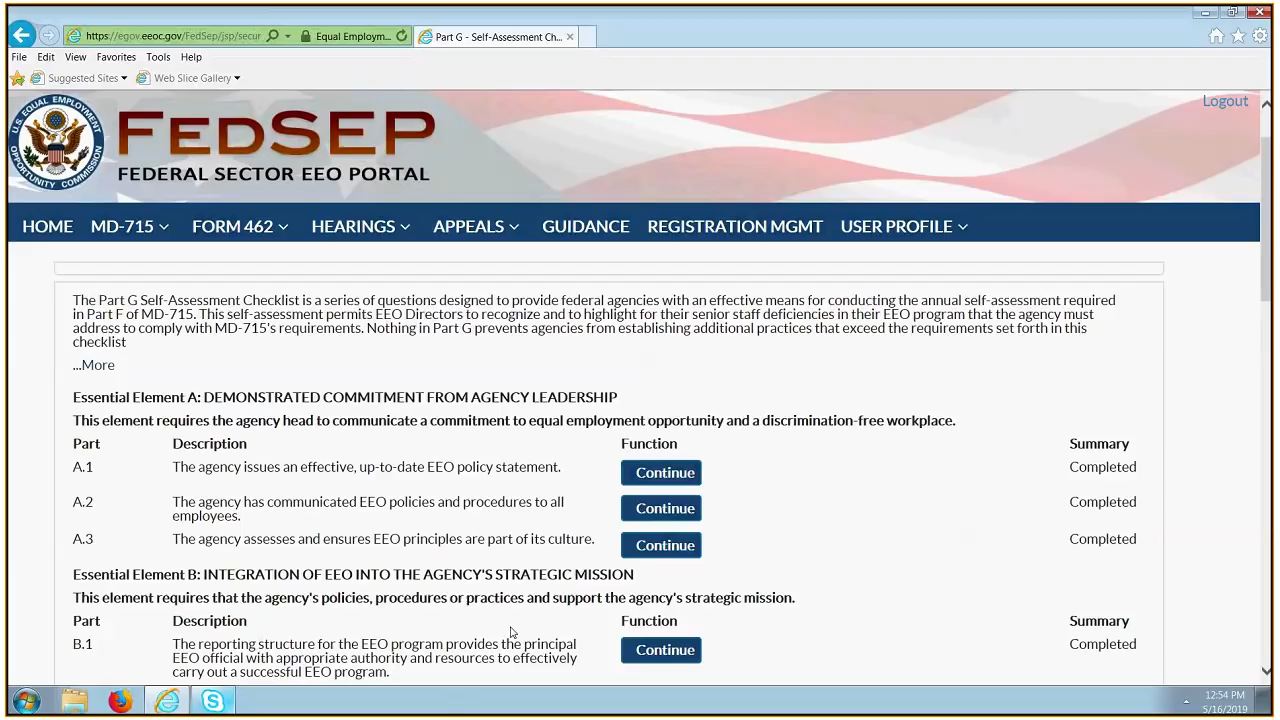 https://egov.eeoc.gov/FedSep/jsp/secur
Equal Employm...
Part G - Self-Assessment Ch...
File Edit View Favorites Tools Help
Suggested Sites
Web Slice Gallery
Logout
U.S. EQUAL EMPLOYMENT OPPORTUNITY COMMISSION
FEDSEP
FEDERAL SECTOR EEO PORTAL
HOME MD-715 FORM 462 HEARINGS APPEALS GUIDANCE REGISTRATION MGMT USER PROFILE
The Part G Self-Assessment Checklist is a series of questions designed to provide federal agencies with an effective means for conducting the annual self-assessment required
in Part F of MD-715. This self-assessment permits EEO Directors to recognize and to highlight for their senior staff deficiencies in their EEO program that the agency must
address to comply with MD-715's requirements. Nothing in Part G prevents agencies from establishing additional practices that exceed the requirements set forth in this
checklist
...More
Essential Element A: DEMONSTRATED COMMITMENT FROM AGENCY LEADERSHIP
This element requires the agency head to communicate a commitment to equal employment opportunity and a discrimination-free workplace.
Part Description Function Summary
A.1 The agency issues an effective, up-to-date EEO policy statement. Continue Completed
A.2 The agency has communicated EEO policies and procedures to all Continue Completed
employees.
A.3 The agency assesses and ensures EEO principles are part of its culture. Continue Completed
Essential Element B: INTEGRATION OF EEO INTO THE AGENCY'S STRATEGIC MISSION
This element requires that the agency's policies, procedures or practices and support the agency's strategic mission.
Part Description Function Summary
B.1 The reporting structure for the EEO program provides the principal Continue Completed
EEO official with appropriate authority and resources to effectively
carry out a successful EEO program.
12:54 PM
5/16/2019